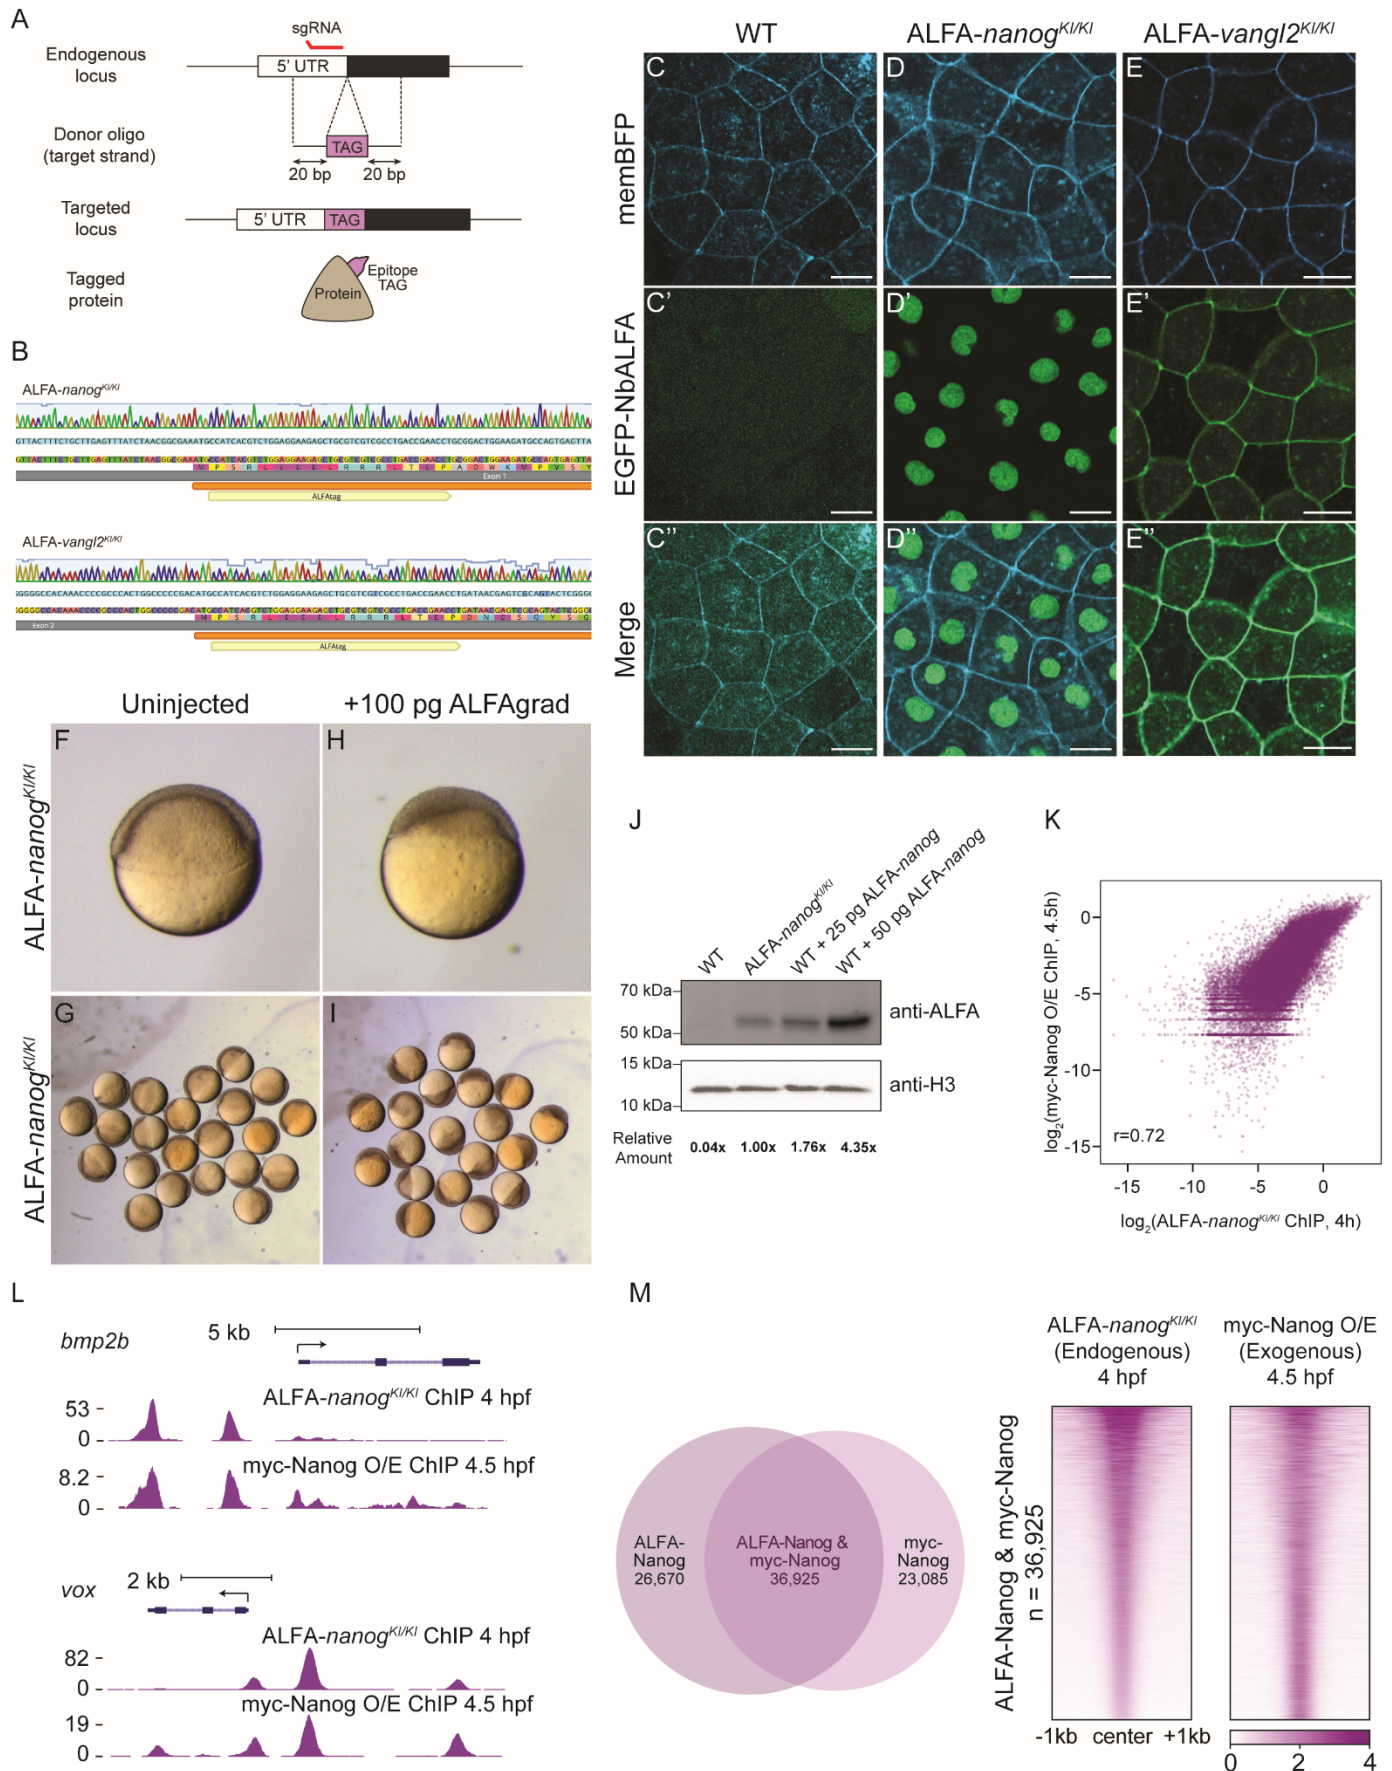 A
sgRNA
Endogenous
locus
5' UTR
Donor oligo
(target strand)
TAG
20 bp
20 bp
Targeted
locus
5' UTR
TAG
Tagged
protein
Protein
Epitope
TAG
B
ALFA-nanogKI/KI
M P S R L E E E L R R R L T E P A D W K M P V S Y
Exon 1
ALFAtag
ALFA-vangl2KI/KI
M P S R L E E E L R R R L T E P D N E S Q Y S G
Exon 2
ALFAtag
WT
ALFA-nanogKI/KI
ALFA-vangl2KI/KI
memBFP
C
D
E
EGFP-NbALFA
C'
D'
E'
Merge
C''
D''
E''
Uninjected
+100 pg ALFAgrad
ALFA-nanogKI/KI
F
H
ALFA-nanogKI/KI
G
I
J
WT
ALFA-nanogKI/KI
WT + 25 pg ALFA-nanog
WT + 50 pg ALFA-nanog
70 kDa
50 kDa
anti-ALFA
15 kDa
10 kDa
anti-H3
Relative
Amount
0.04x 1.00x 1.76x 4.35x
K
log2(myc-Nanog O/E ChIP, 4.5h)
0
-5
-10
-15
r=0.72
-15 -10 -5 0
log2(ALFA-nanogKI/KI ChIP, 4h)
L
bmp2b
5 kb
ALFA-nanogKI/KI ChIP 4 hpf
53
0
myc-Nanog O/E ChIP 4.5 hpf
8.2
0
vox
2 kb
ALFA-nanogKI/KI ChIP 4 hpf
82
0
myc-Nanog O/E ChIP 4.5 hpf
19
0
M
ALFA-
Nanog
26,670
ALFA-Nanog &
myc-Nanog
36,925
myc-
Nanog
23,085
ALFA-nanogKI/KI
(Endogenous)
4 hpf
myc-Nanog O/E
(Exogenous)
4.5 hpf
ALFA-Nanog & myc-Nanog
n = 36,925
-1kb center +1kb
0 2 4